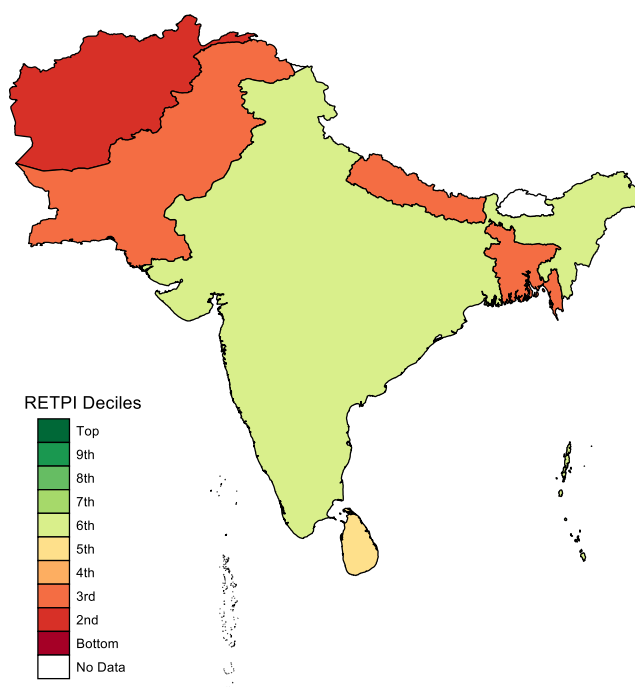 RETPI Deciles
Top
9th
8th
7th
6th
5th
4th
3rd
2nd
Bottom
No Data